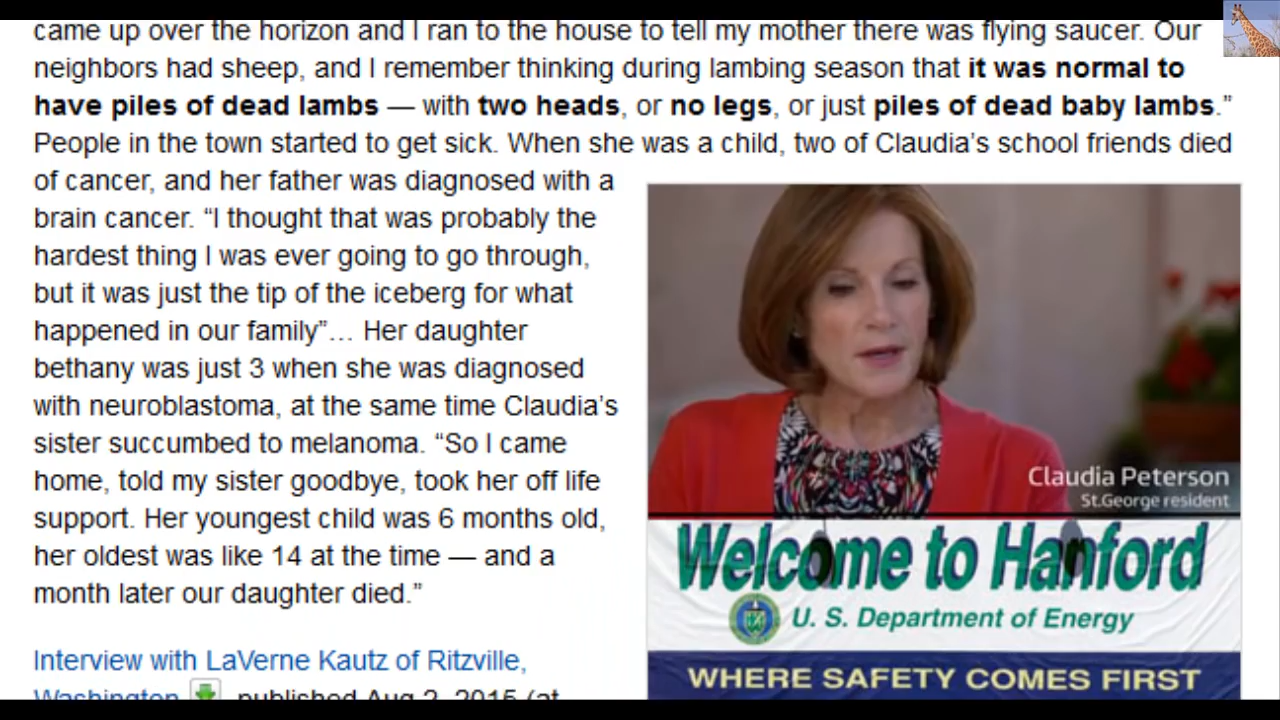 came up over the horizon and I ran to the house to tell my mother there was flying saucer. Our
neighbors had sheep, and I remember thinking during lambing season that it was normal to
have piles of dead lambs — with two heads, or no legs, or just piles of dead baby lambs.”
People in the town started to get sick. When she was a child, two of Claudia’s school friends died
of cancer, and her father was diagnosed with a
brain cancer. “I thought that was probably the
hardest thing I was ever going to go through,
but it was just the tip of the iceberg for what
happened in our family”… Her daughter
bethany was just 3 when she was diagnosed
with neuroblastoma, at the same time Claudia’s
sister succumbed to melanoma. “So I came
home, told my sister goodbye, took her off life
support. Her youngest child was 6 months old,
her oldest was like 14 at the time — and a
month later our daughter died.”
Interview with LaVerne Kautz of Ritzville,
Washington, published Aug 2, 2015 (at
Claudia Peterson
St.George resident
Welcome to Hanford
U. S. Department of Energy
WHERE SAFETY COMES FIRST